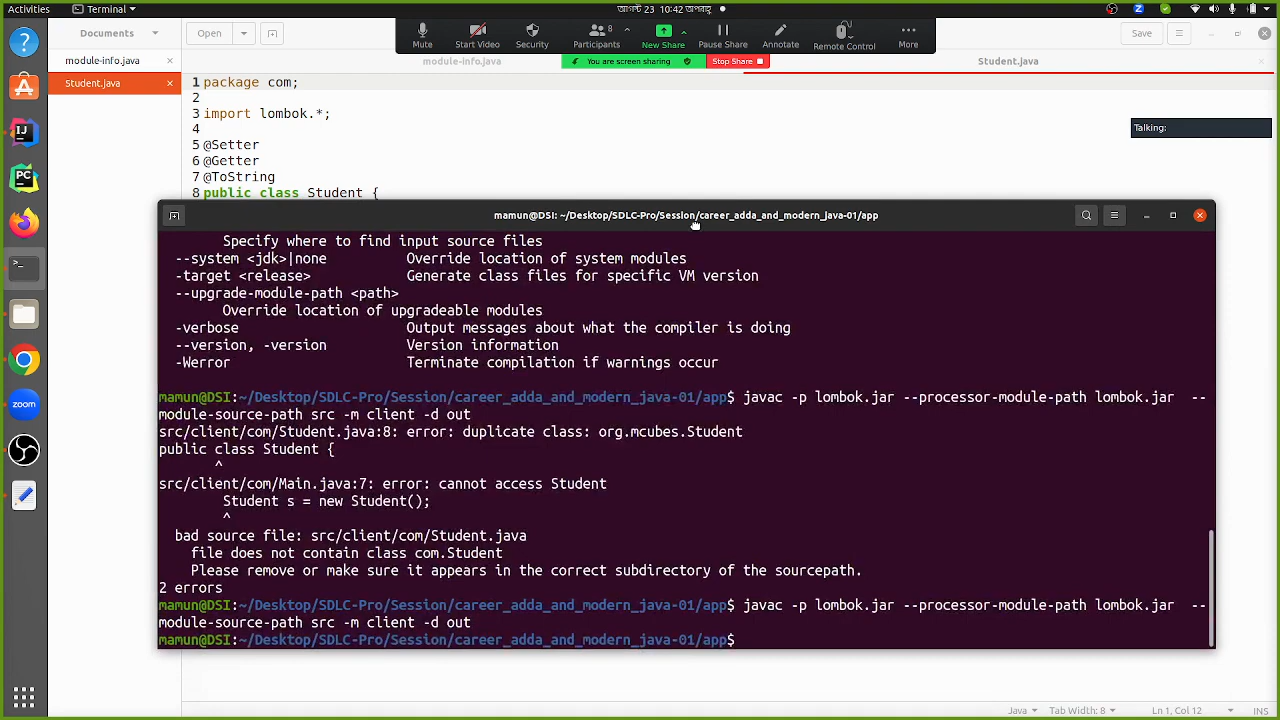 Activities
Terminal
আগস্ট 23 10:42 অপরাহ্ণ
Documents
Open
Save
Mute
Start Video
Security
8
Participants
New Share
Pause Share
Annotate
Remote Control
More
You are screen sharing
Stop Share
module-info.java
Student.java
module-info.java
Student.java
Talking:
1 package com;
2
3 import lombok.*;
4
5 @Setter
6 @Getter
7 @ToString
8 public class Student {
mamun@DSI: ~/Desktop/SDLC-Pro/Session/career_adda_and_modern_java-01/app
Specify where to find input source files
--system <jdk>|none Override location of system modules
-target <release> Generate class files for specific VM version
--upgrade-module-path <path>
Override location of upgradeable modules
-verbose Output messages about what the compiler is doing
--version, -version Version information
-Werror Terminate compilation if warnings occur
mamun@DSI:~/Desktop/SDLC-Pro/Session/career_adda_and_modern_java-01/app$ javac -p lombok.jar --processor-module-path lombok.jar --
module-source-path src -m client -d out
src/client/com/Student.java:8: error: duplicate class: org.mcubes.Student
public class Student {
^
src/client/com/Main.java:7: error: cannot access Student
Student s = new Student();
^
bad source file: src/client/com/Student.java
file does not contain class com.Student
Please remove or make sure it appears in the correct subdirectory of the sourcepath.
2 errors
mamun@DSI:~/Desktop/SDLC-Pro/Session/career_adda_and_modern_java-01/app$ javac -p lombok.jar --processor-module-path lombok.jar --
module-source-path src -m client -d out
mamun@DSI:~/Desktop/SDLC-Pro/Session/career_adda_and_modern_java-01/app$
zoom
Java
Tab Width: 8
Ln 1, Col 12
INS